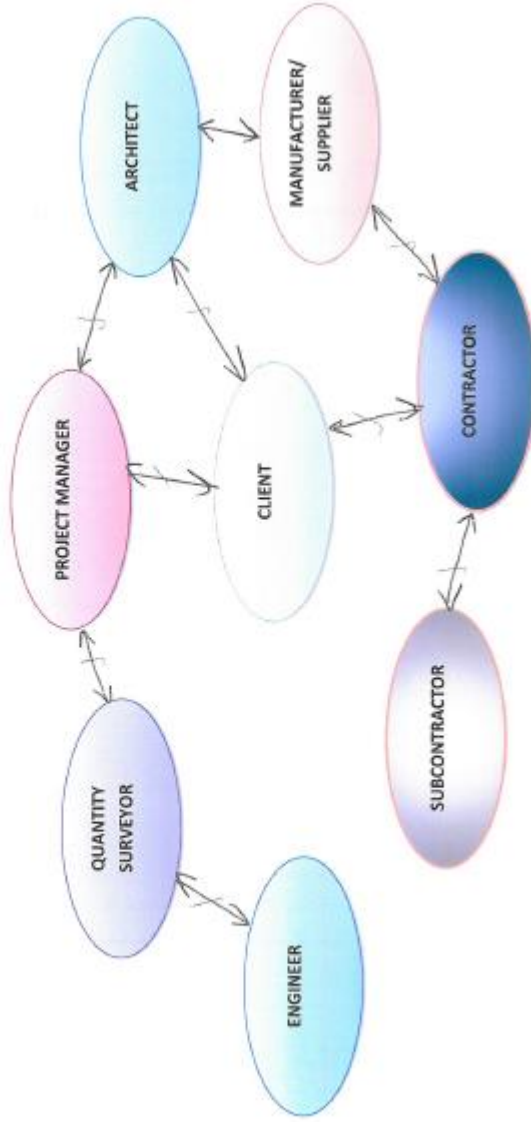 QUANTITY
SURVEYOR
PROJECT MANAGER
ARCHITECT
ENGINEER
CLIENT
MANUFACTURER/
SUPPLIER
SUBCONTRACTOR
CONTRACTOR